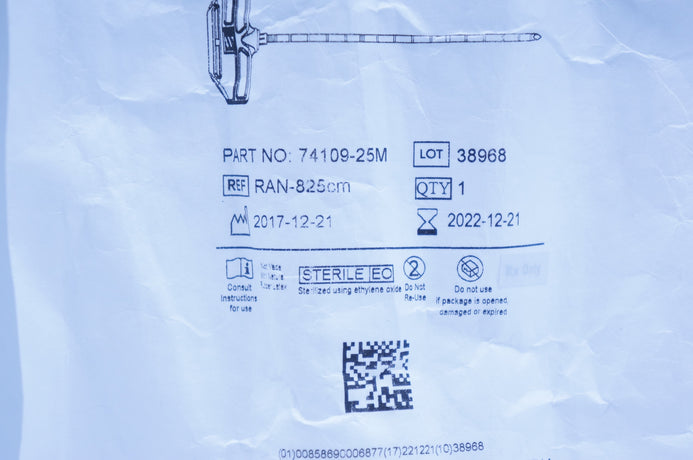 PART NO: 74109-25M
LOT 38968
REF RAN-825cm
QTY 1
2017-12-21
2022-12-21
Consult
Instructions
for use
STERILE EO
Sterilized using ethylene oxide
2
Do Not
Re-Use
Do not use
if package is opened,
damaged or expired
Rx Only
(01)00858690006877(17)221221(10)38968